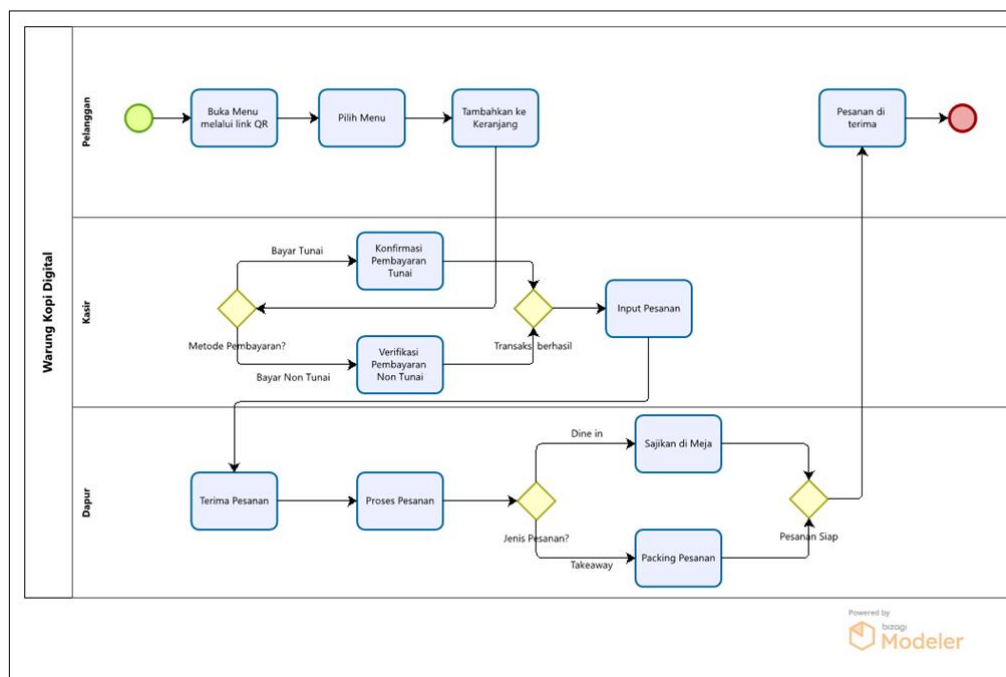 Warung Kopi Digital
Pelanggan
Buka Menu
melalui link QR
Pilih Menu
Tambahkan ke
Keranjang
Pesanan di
terima
Kasir
Bayar Tunai
Konfirmasi
Pembayaran
Tunai
Metode Pembayaran?
Bayar Non Tunai
Verifikasi
Pembayaran
Non Tunai
Transaksi berhasil
Input Pesanan
Dapur
Terima Pesanan
Proses Pesanan
Jenis Pesanan?
Dine in
Sajikan di Meja
Takeaway
Packing Pesanan
Pesanan Siap
Powered by
bizagi
Modeler